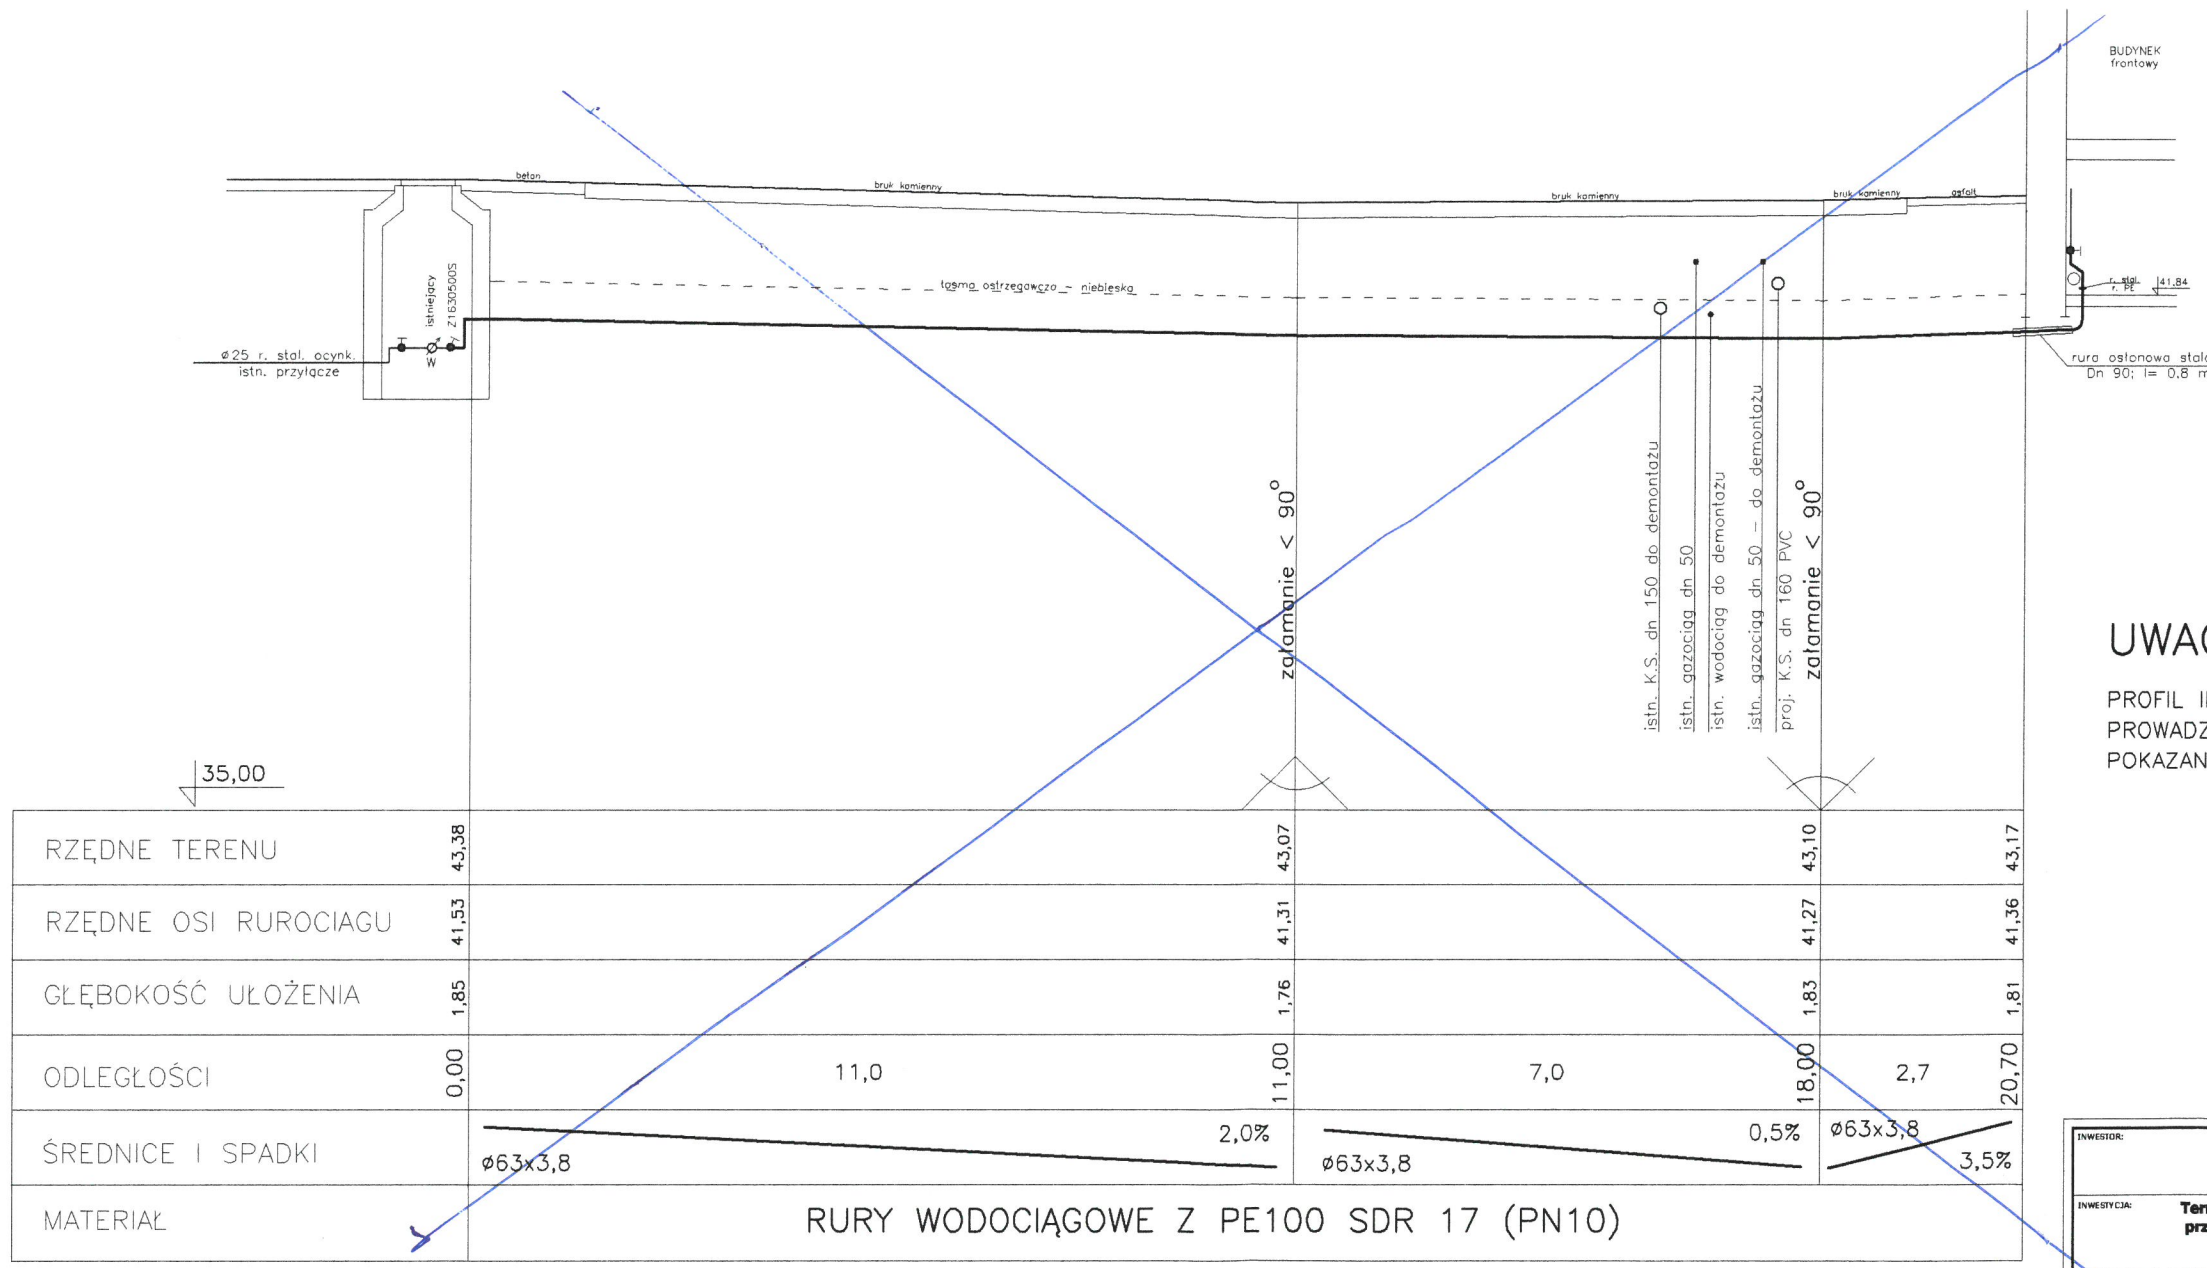 BUDYNEK
frontowy
beton
bruk kamienny
bruk kamienny
bruk kamienny
asfalt
taśma ostrzegawcza – niebieska
istniejący
Z1630500S
W
ø25 r. stal. ocynk.
istn. przyłącze
r. stal.
r. PE
41.84
rura osłonowa stalo
Dn 90; l= 0.8 m
załamanie < 90°
istn. K.S. dn 150 do demontażu
istn. gazociąg dn 50
istn. wodociąg do demontażu
istn. gazociąg dn 50 – do demontażu
proj. K.S. dn 160 PVC
załamanie < 90°
UWAG
PROFIL
PROWADZ
POKAZAN
35,00
RZĘDNE TERENU 43,38 43,07 43,10 43,17
RZĘDNE OSI RUROCIAGU 41,53 41,31 41,27 41,36
GŁĘBOKOŚĆ UŁOŻENIA 1,85 1,76 1,83 1,81
ODLEGŁOŚCI 0,00 11,0 11,00 7,0 18,00 2,7 20,70
ŚREDNICE I SPADKI ø63x3,8 2,0% ø63x3,8 0,5% ø63x3,8 3,5%
MATERIAŁ RURY WODOCIĄGOWE Z PE100 SDR 17 (PN10)
INWESTOR:
INWESTYCJA: Ter
prz